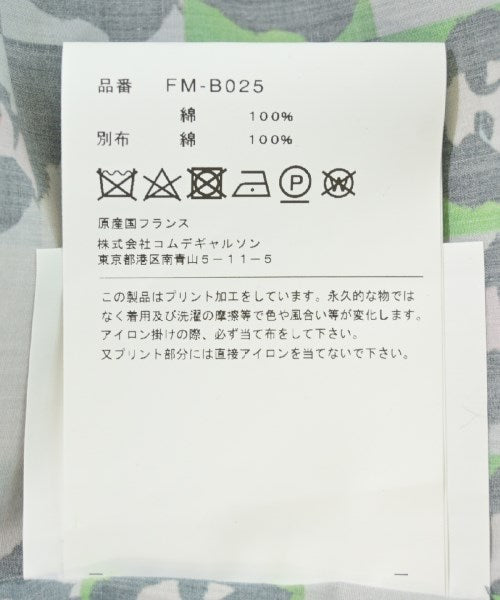 品番 FM-B025
綿 100%
別布 綿 100%
P W
原産国フランス
株式会社コムデギャルソン
東京都港区南青山5-11-5
この製品はプリント加工をしています。永久的な物では
なく着用及び洗濯の摩擦等で色や風合い等が変化します。
アイロン掛けの際、必ず当て布をして下さい。
又プリント部分には直接アイロンを当てないで下さい。